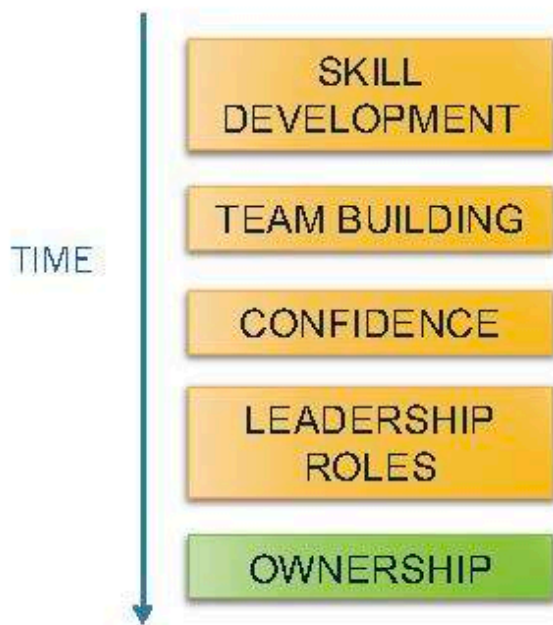 SKILL
DEVELOPMENT
TEAM BUILDING
TIME
CONFIDENCE
LEADERSHIP
ROLES
OWNERSHIP